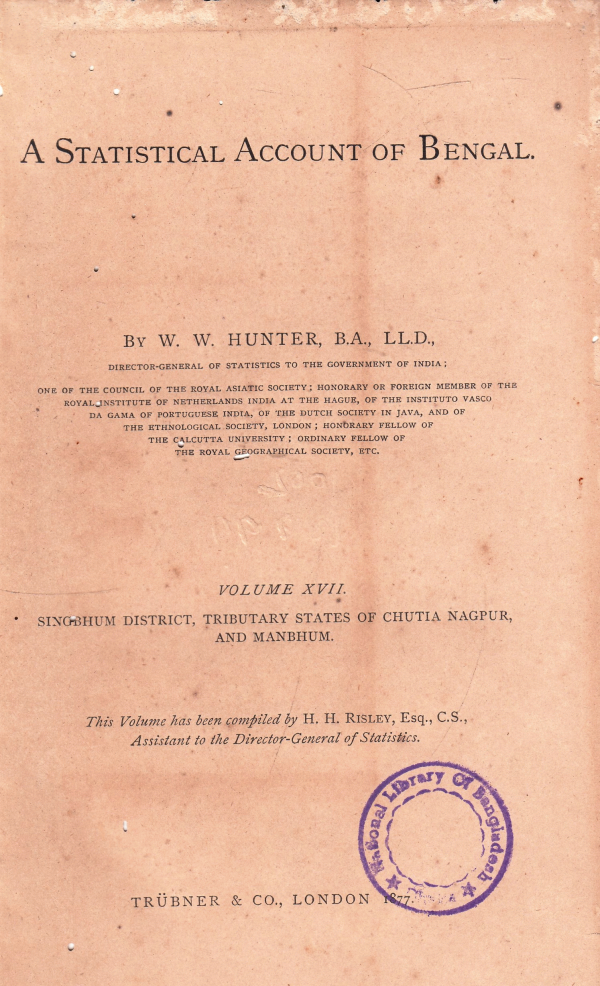 A STATISTICAL ACCOUNT OF BENGAL.
BY W. W. HUNTER, B.A., LL.D.,
DIRECTOR-GENERAL OF STATISTICS TO THE GOVERNMENT OF INDIA;
ONE OF THE COUNCIL OF THE ROYAL ASIATIC SOCIETY; HONORARY OR FOREIGN MEMBER OF THE
ROYAL INSTITUTE OF NETHERLANDS INDIA AT THE HAGUE, OF THE INSTITUTO VASCO
DA GAMA OF PORTUGUESE INDIA, OF THE DUTCH SOCIETY IN JAVA, AND OF
THE ETHNOLOGICAL SOCIETY, LONDON; HONORARY FELLOW OF
THE CALCUTTA UNIVERSITY; ORDINARY FELLOW OF
THE ROYAL GEOGRAPHICAL SOCIETY, ETC.
VOLUME XVII.
SINGBHUM DISTRICT, TRIBUTARY STATES OF CHUTIA NAGPUR,
AND MANBHUM.
This Volume has been compiled by H. H. RISLEY, Esq., C.S.,
Assistant to the Director-General of Statistics.
National Library Of Bangladesh
TRÜBNER & CO., LONDON 1877.